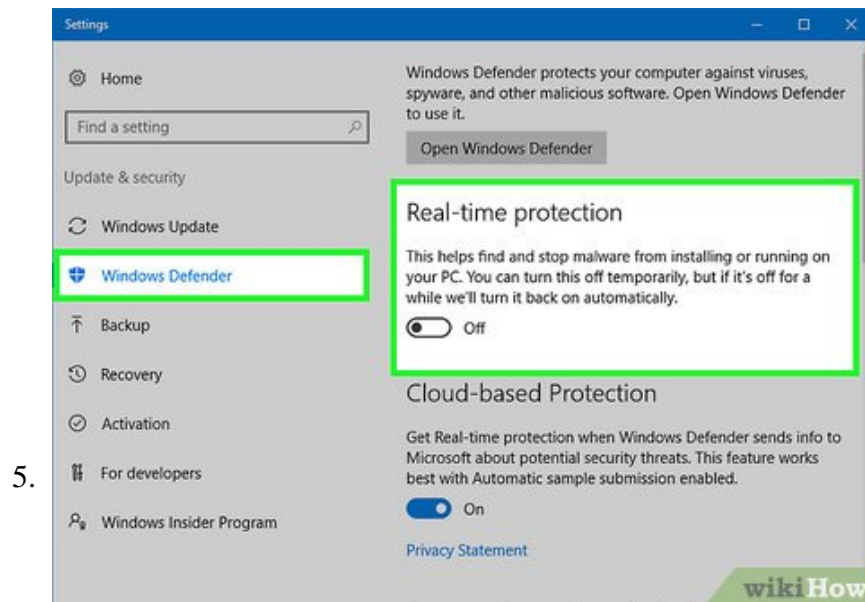 Settings
Home
Find a setting
Update & security
Windows Update
Windows Defender
Backup
Recovery
Activation
5.
For developers
Windows Insider Program
Windows Defender protects your computer against viruses,
spyware, and other malicious software. Open Windows Defender
to use it.
Open Windows Defender
Real-time protection
This helps find and stop malware from installing or running on
your PC. You can turn this off temporarily, but if it's off for a
while we'll turn it back on automatically.
Off
Cloud-based Protection
Get Real-time protection when Windows Defender sends info to
Microsoft about potential security threats. This feature works
best with Automatic sample submission enabled.
On
Privacy Statement
wikiHow